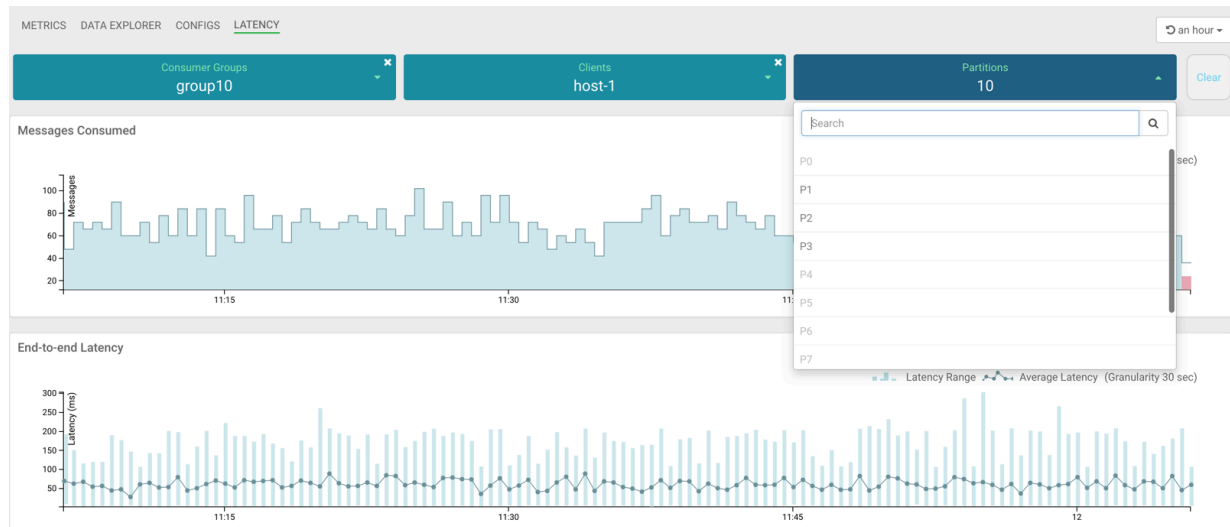 METRICS DATA EXPLORER CONFIGS LATENCY
an hour
Consumer Groups
group10
Clients
host-1
Partitions
10
Clear
Search
P0
P1
P2
P3
P4
P5
P6
P7
Messages Consumed
sec)
Messages
100
80
60
40
20
11:15 11:30 11:
End-to-end Latency
Latency Range Average Latency (Granularity 30 sec)
Latency (ms)
300
250
200
150
100
50
11:15 11:30 11:45 12